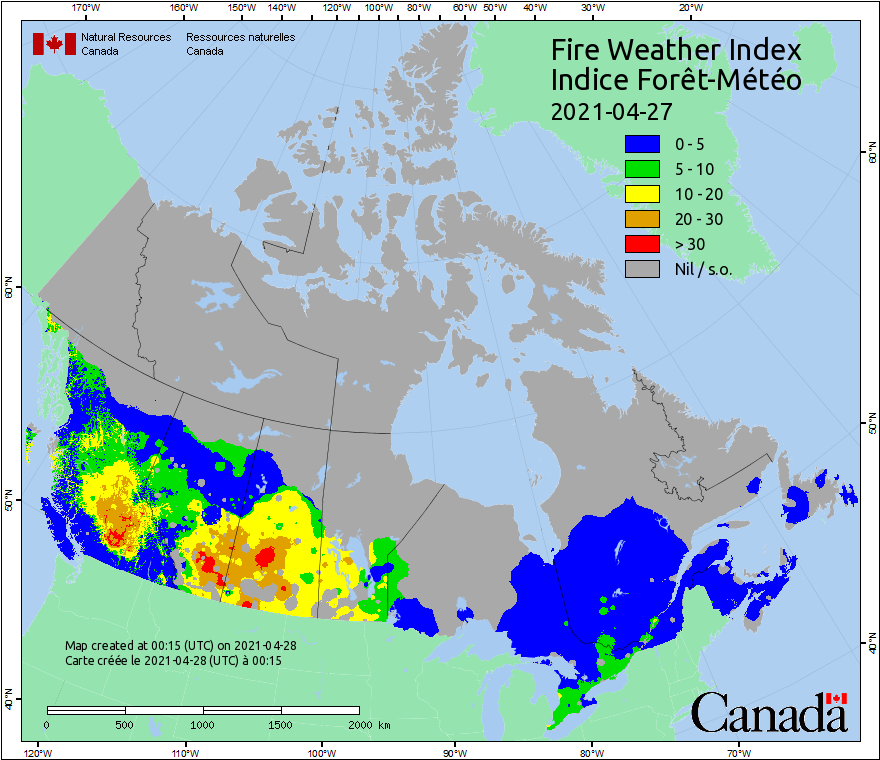 170°W 160°W 150°W 140°W 130°W 120°W 110°W 100°W 90°W 80°W 60°W 50°W 40°W 30°W 20°W
Natural Resources Ressources naturelles
Canada Canada
Fire Weather Index
Indice Forêt-Météo
2021-04-27
0 - 5
5 - 10
10 - 20
20 - 30
> 30
Nil / s.o.
60°N
60°N
50°N
50°N
40°N
40°N
Map created at 00:15 (UTC) on 2021-04-28
Carte créée le 2021-04-28 (UTC) à 00:15
0 500 1000 1500 2000 km
Canada
120°W 110°W 100°W 90°W 80°W 70°W